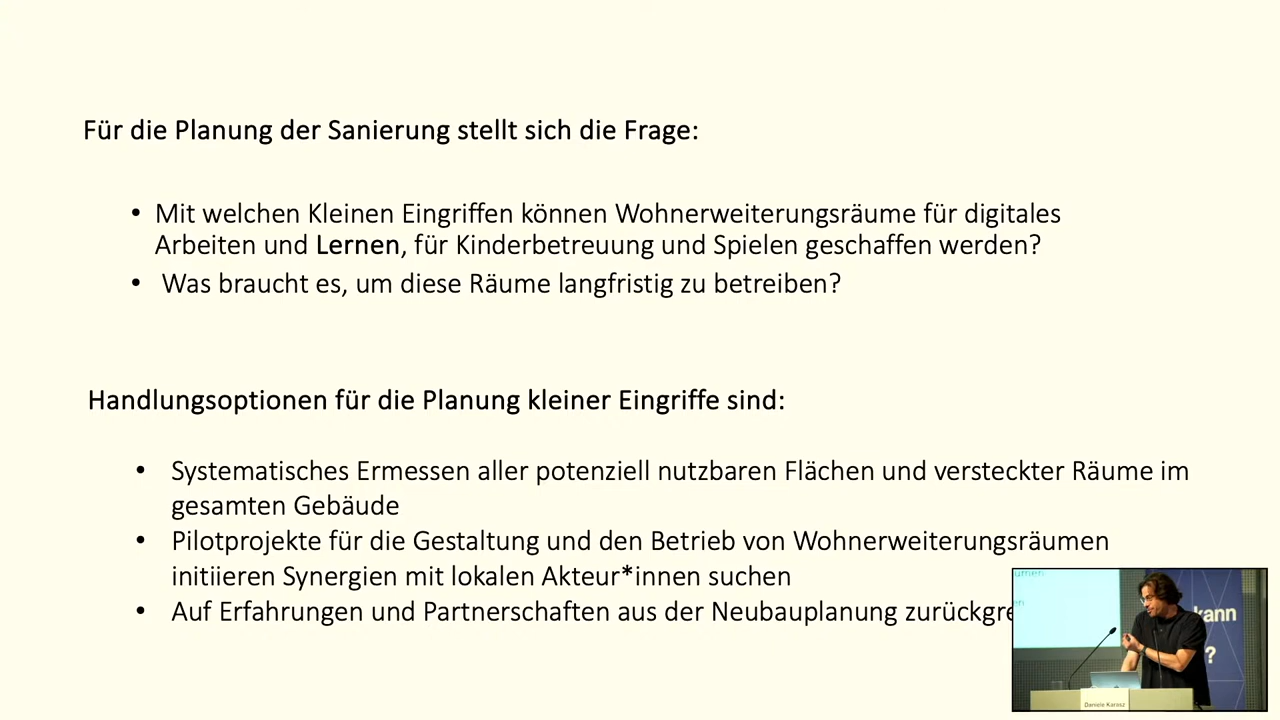 Für die Planung der Sanierung stellt sich die Frage:
• Mit welchen Kleinen Eingriffen können Wohnerweiterungsräume für digitales
Arbeiten und Lernen, für Kinderbetreuung und Spielen geschaffen werden?
• Was braucht es, um diese Räume langfristig zu betreiben?
Handlungsoptionen für die Planung kleiner Eingriffe sind:
• Systematisches Ermessen aller potenziell nutzbaren Flächen und versteckter Räume im
gesamten Gebäude
• Pilotprojekte für die Gestaltung und den Betrieb von Wohnerweiterungsräumen
initiieren Synergien mit lokalen Akteur*innen suchen
• Auf Erfahrungen und Partnerschaften aus der Neubauplanung zurückgre
kann
?
Daniele Karasz